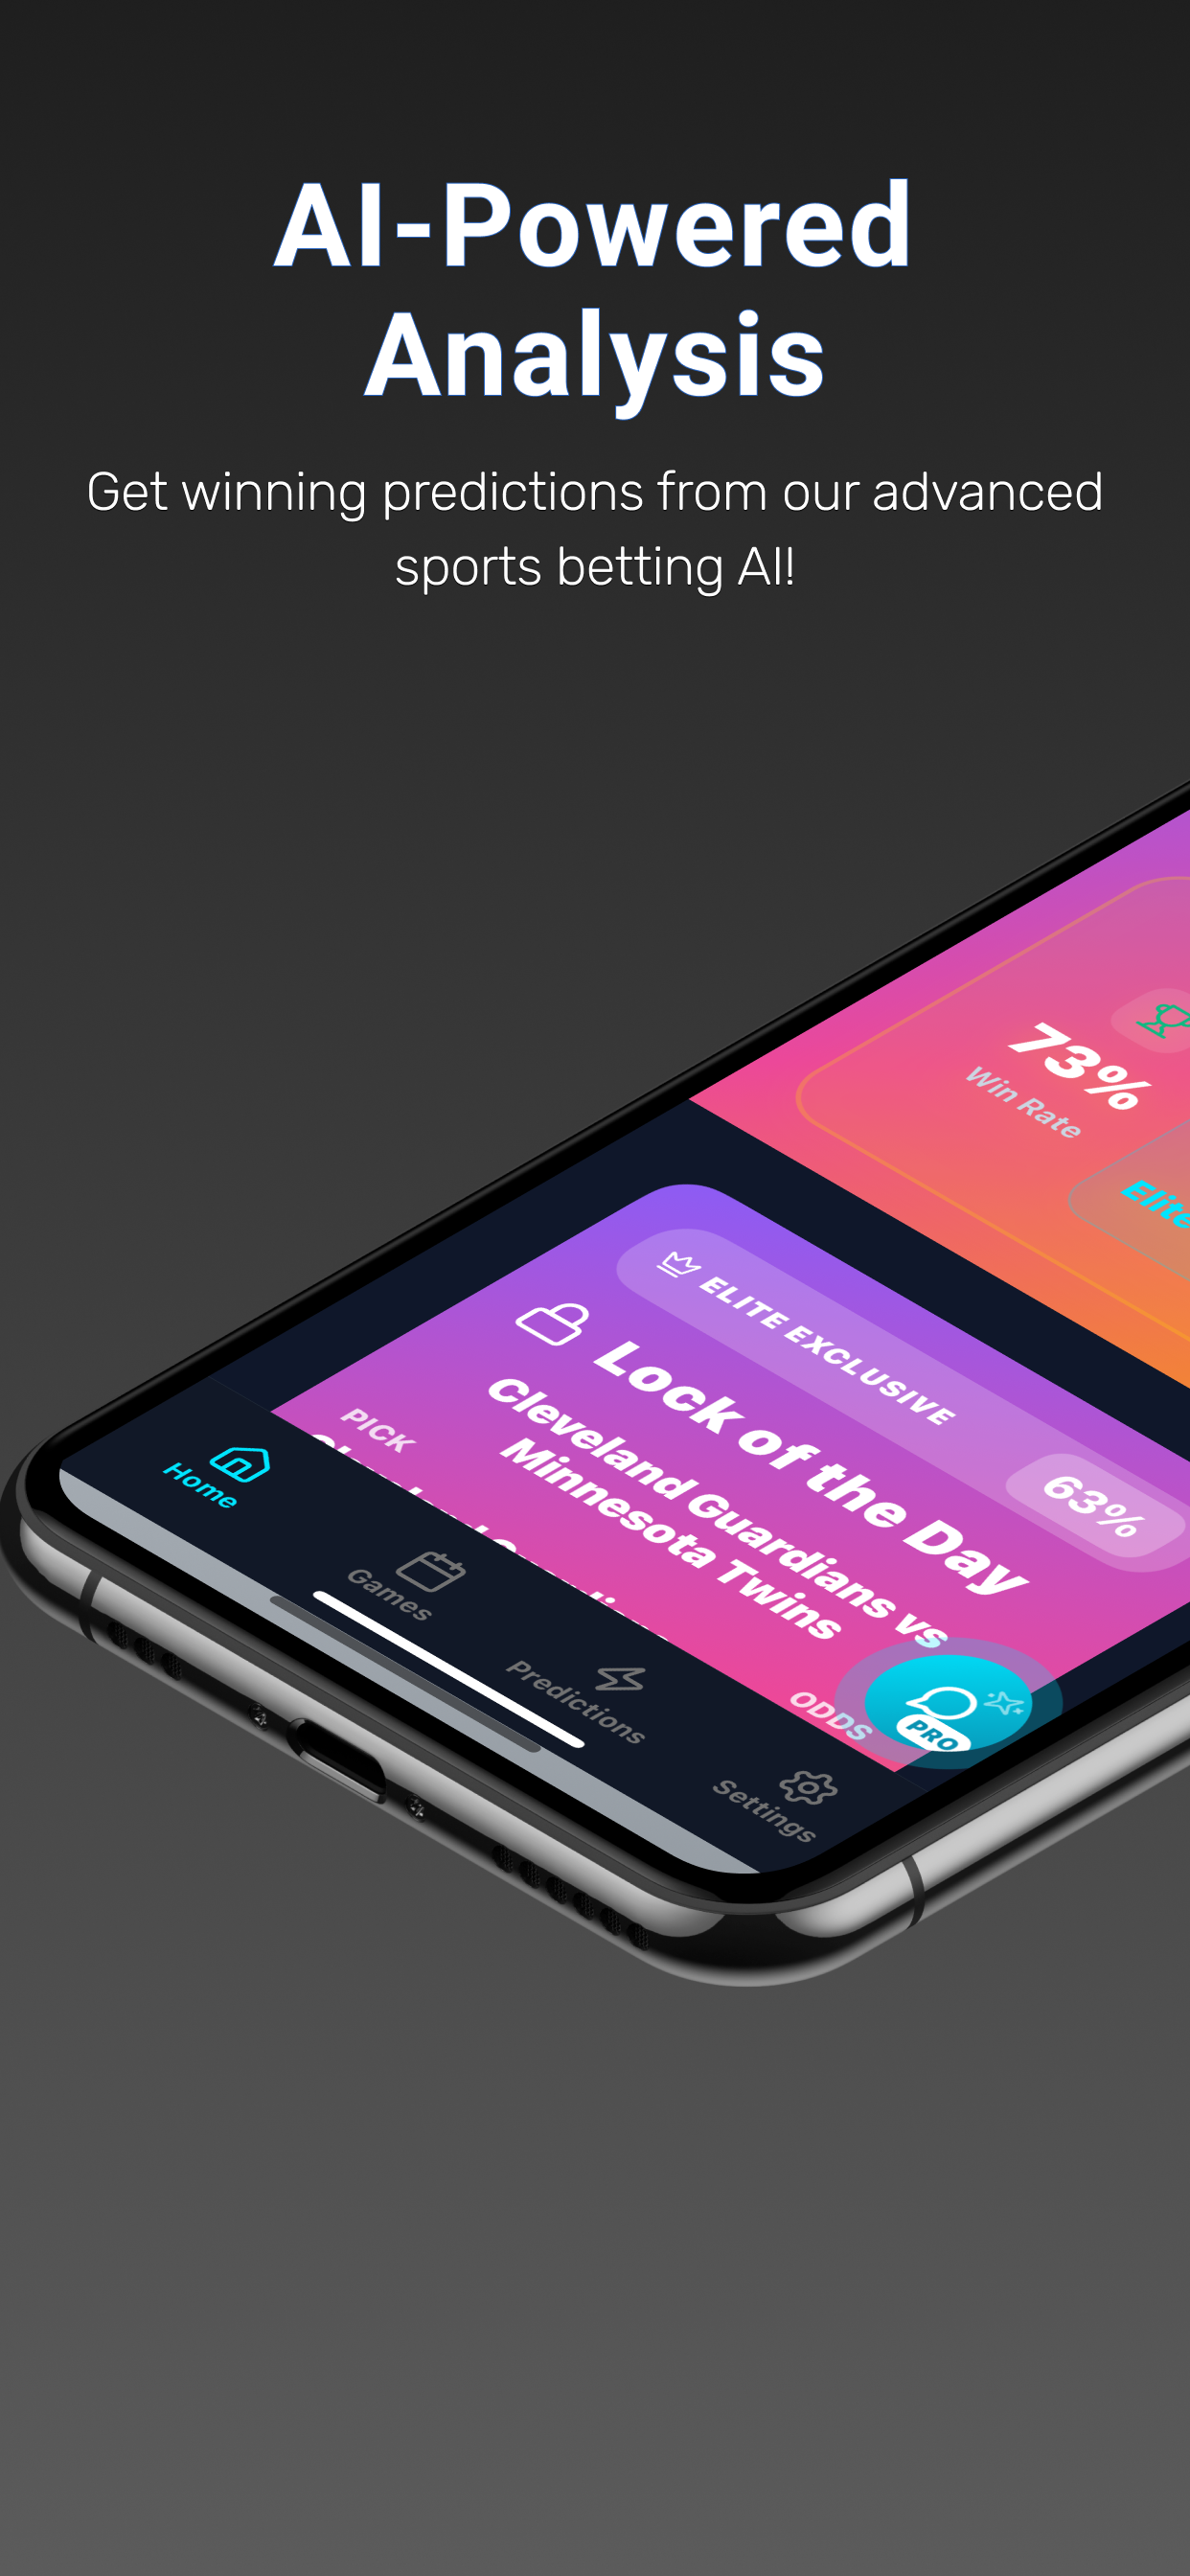 AI-Powered
Analysis
Get winning predictions from our advanced
sports betting AI!
73%
Win Rate
Elite
ELITE EXCLUSIVE
63%
Lock of the Day
Cleveland Guardians vs
Minnesota Twins
PICK
ODDS
PRO
Home
Games
Predictions
Settings